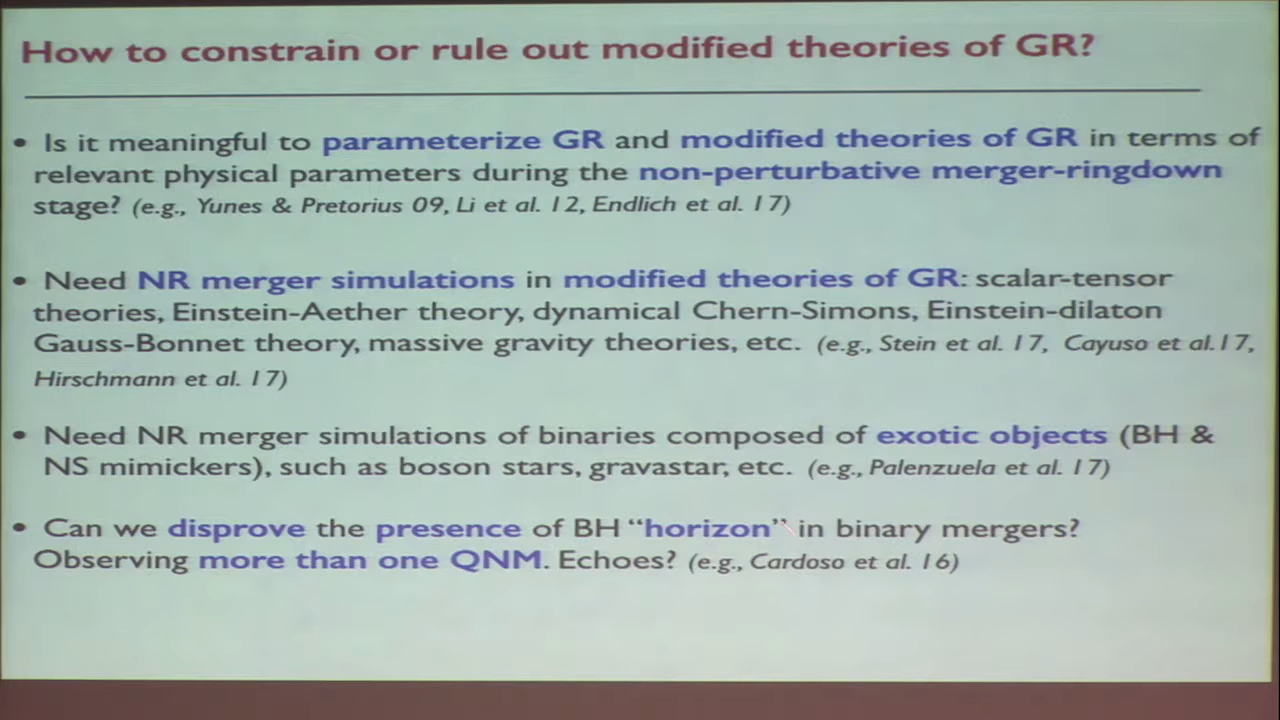 How to constrain or rule out modified theories of GR?
• Is it meaningful to parameterize GR and modified theories of GR in terms of
relevant physical parameters during the non-perturbative merger-ringdown
stage? (e.g., Yunes & Pretorius 09, Li et al. 12, Endlich et al. 17)
• Need NR merger simulations in modified theories of GR: scalar-tensor
theories, Einstein-Aether theory, dynamical Chern-Simons, Einstein-dilaton
Gauss-Bonnet theory, massive gravity theories, etc. (e.g., Stein et al. 17, Cayuso et al.17,
Hirschmann et al. 17)
• Need NR merger simulations of binaries composed of exotic objects (BH &
NS mimickers), such as boson stars, gravastar, etc. (e.g., Palenzuela et al. 17)
• Can we disprove the presence of BH “horizon” in binary mergers?
Observing more than one QNM. Echoes? (e.g., Cardoso et al. 16)